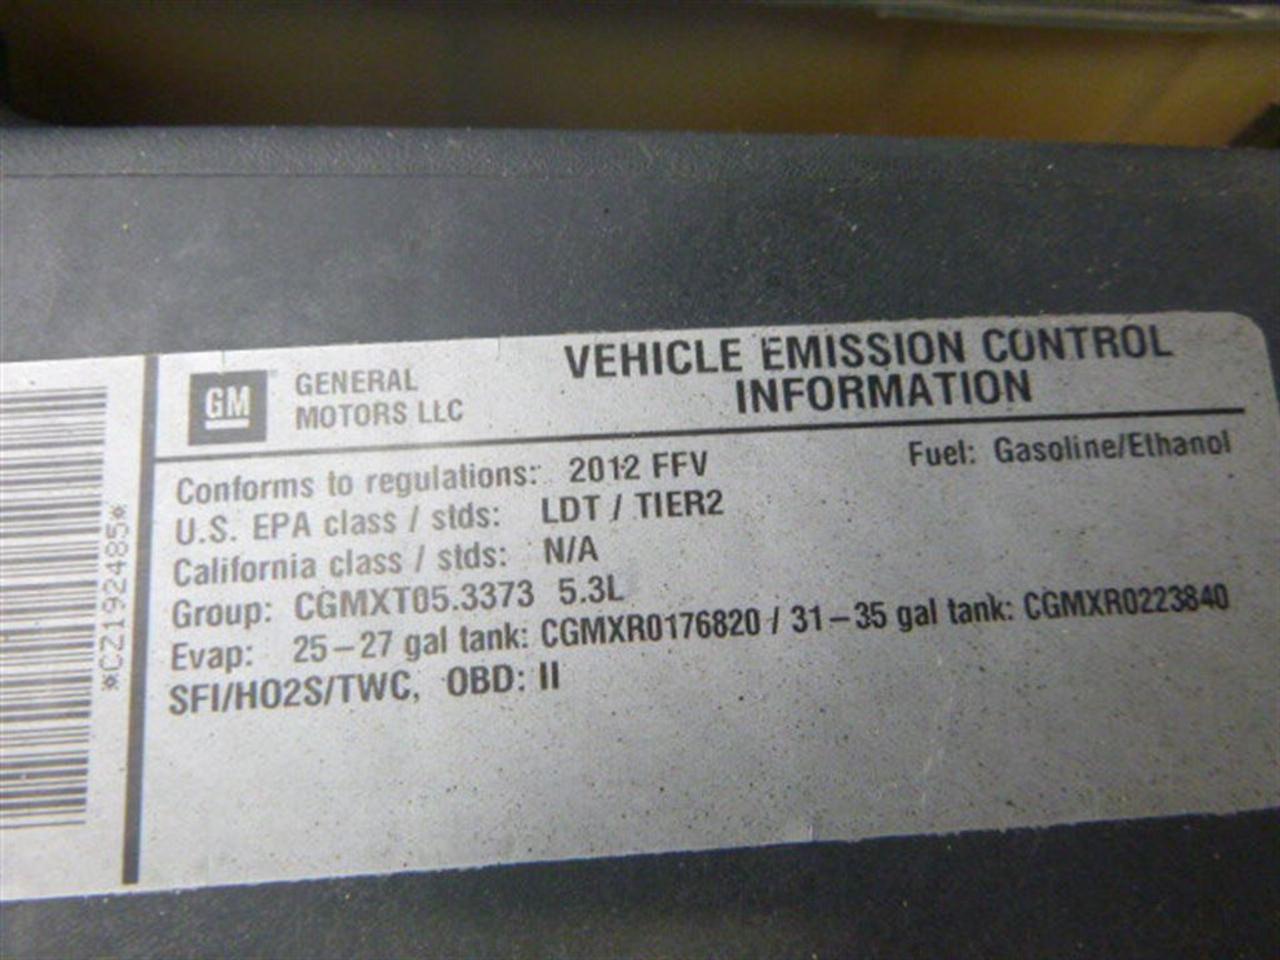 *CZ1192485*
GM
GENERAL
MOTORS LLC
VEHICLE EMISSION CONTROL
INFORMATION
Conforms to regulations: 2012 FFV
Fuel: Gasoline/Ethanol
U.S. EPA class / stds: LDT / TIER2
California class / stds: N/A
Group: CGMXT05.3373 5.3L
Evap: 25-27 gal tank: CGMXR0176820 / 31-35 gal tank: CGMXR0223840
SFI/HO2S/TWC, OBD: II